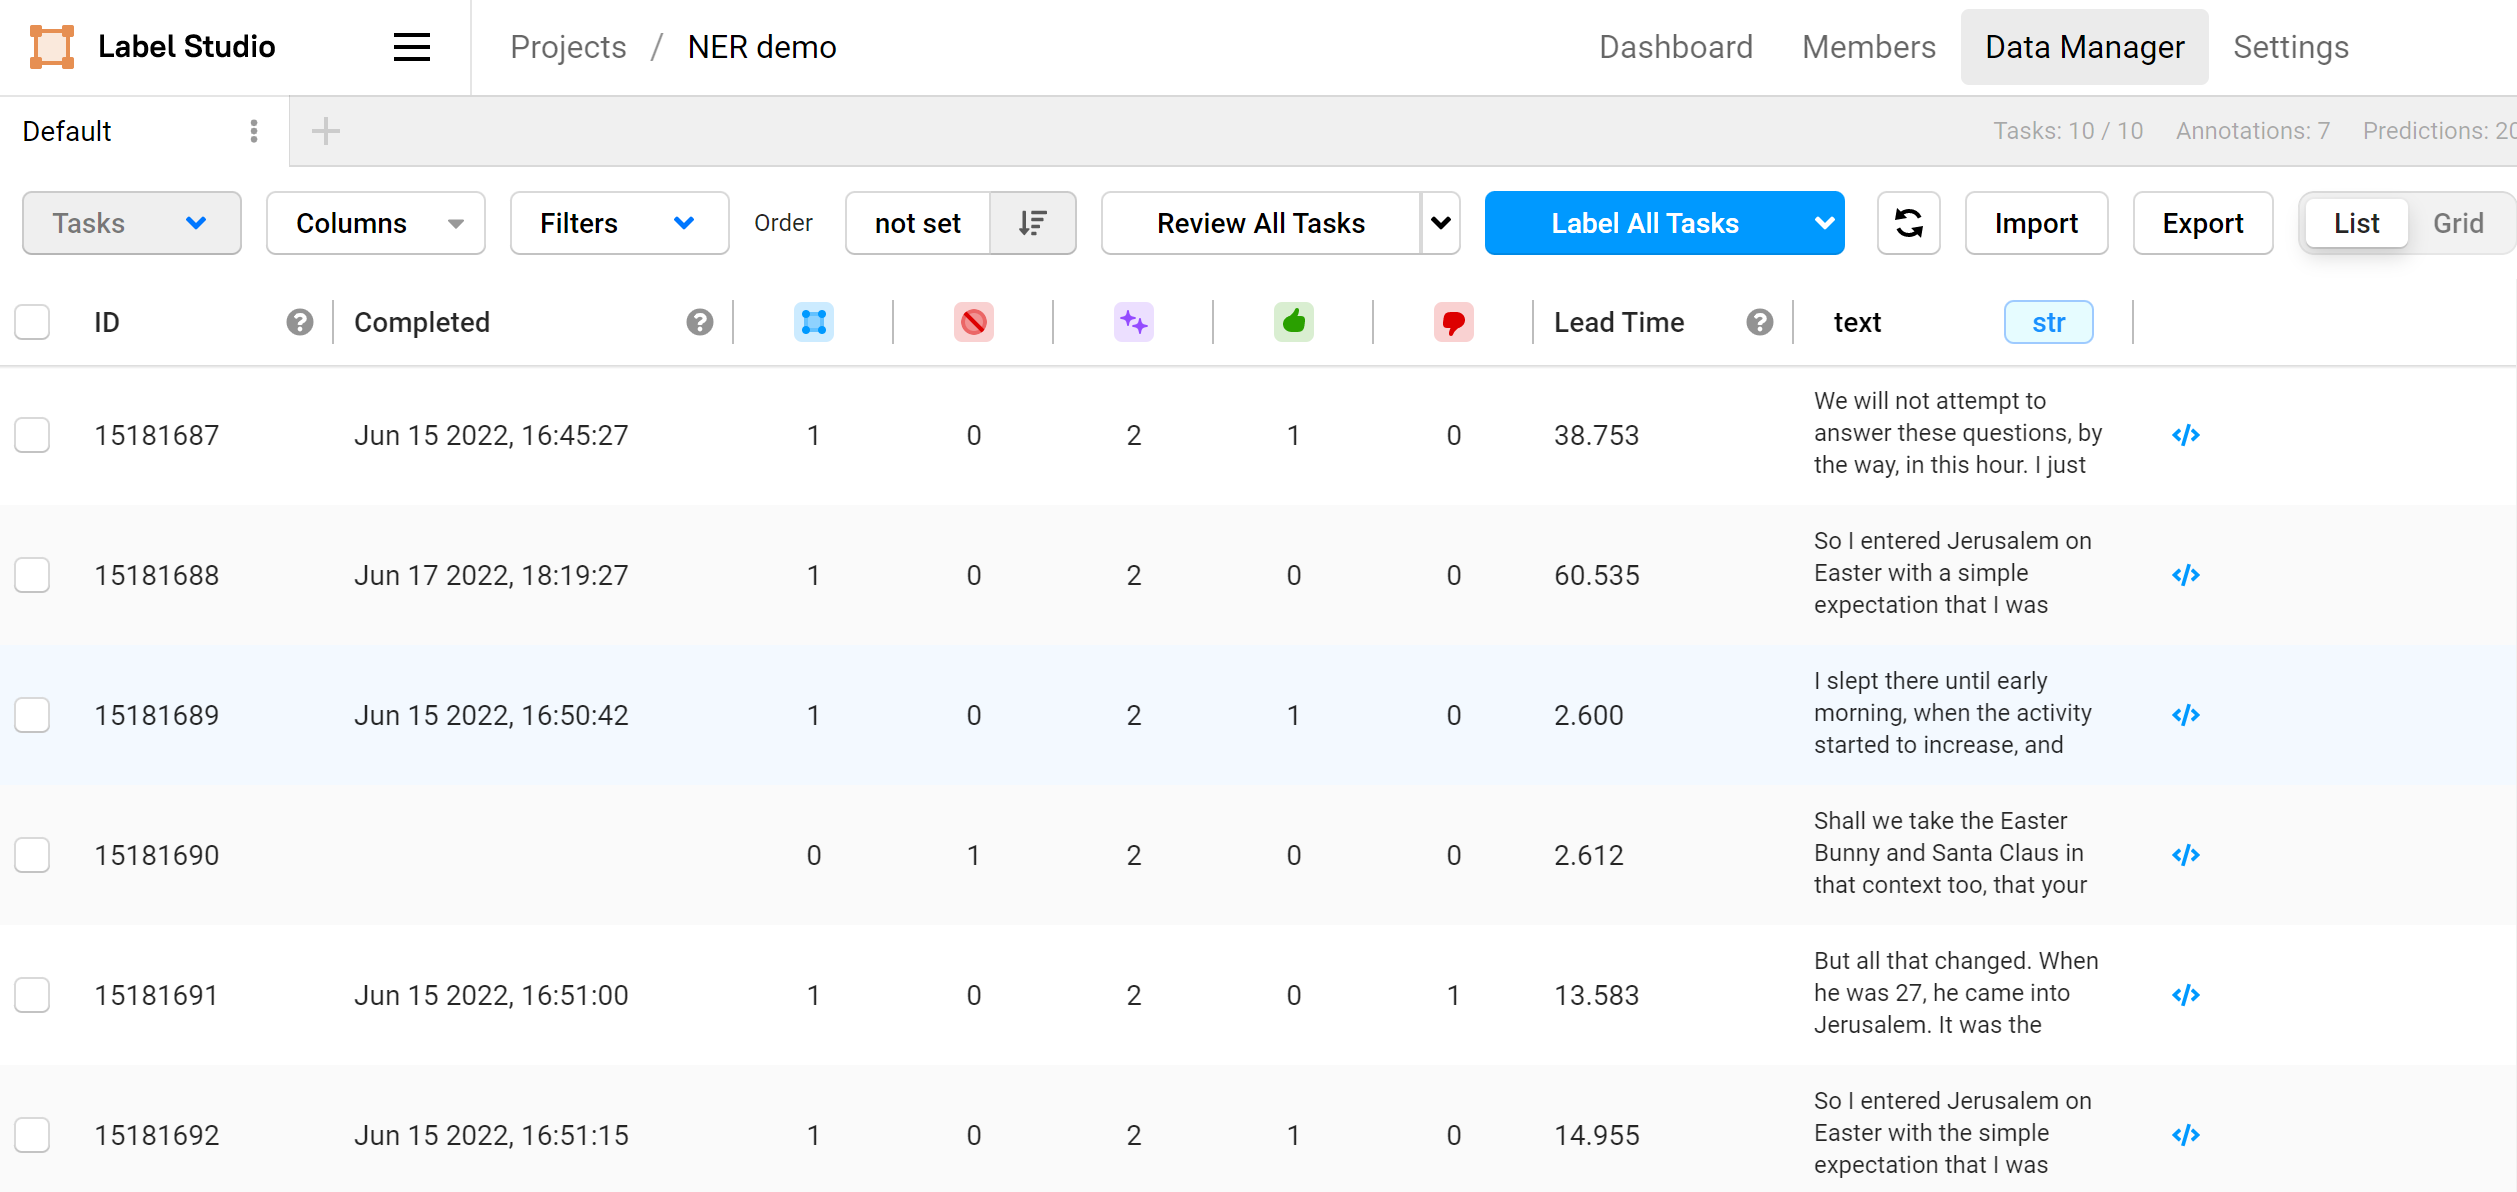 Label Studio
Projects / NER demo
Dashboard Members Data Manager Settings
Default
Tasks: 10 / 10 Annotations: 7 Predictions: 20
Tasks Columns Filters Order not set Review All Tasks Label All Tasks Import Export List Grid
ID Completed Lead Time text str
15181687 Jun 15 2022, 16:45:27 1 0 2 1 0 38.753
We will not attempt to
answer these questions, by
the way, in this hour. I just
15181688 Jun 17 2022, 18:19:27 1 0 2 0 0 60.535
So I entered Jerusalem on
Easter with a simple
expectation that I was
15181689 Jun 15 2022, 16:50:42 1 0 2 1 0 2.600
I slept there until early
morning, when the activity
started to increase, and
15181690 0 1 2 0 0 2.612
Shall we take the Easter
Bunny and Santa Claus in
that context too, that your
15181691 Jun 15 2022, 16:51:00 1 0 2 0 1 13.583
But all that changed. When
he was 27, he came into
Jerusalem. It was the
15181692 Jun 15 2022, 16:51:15 1 0 2 1 0 14.955
So I entered Jerusalem on
Easter with the simple
expectation that I was